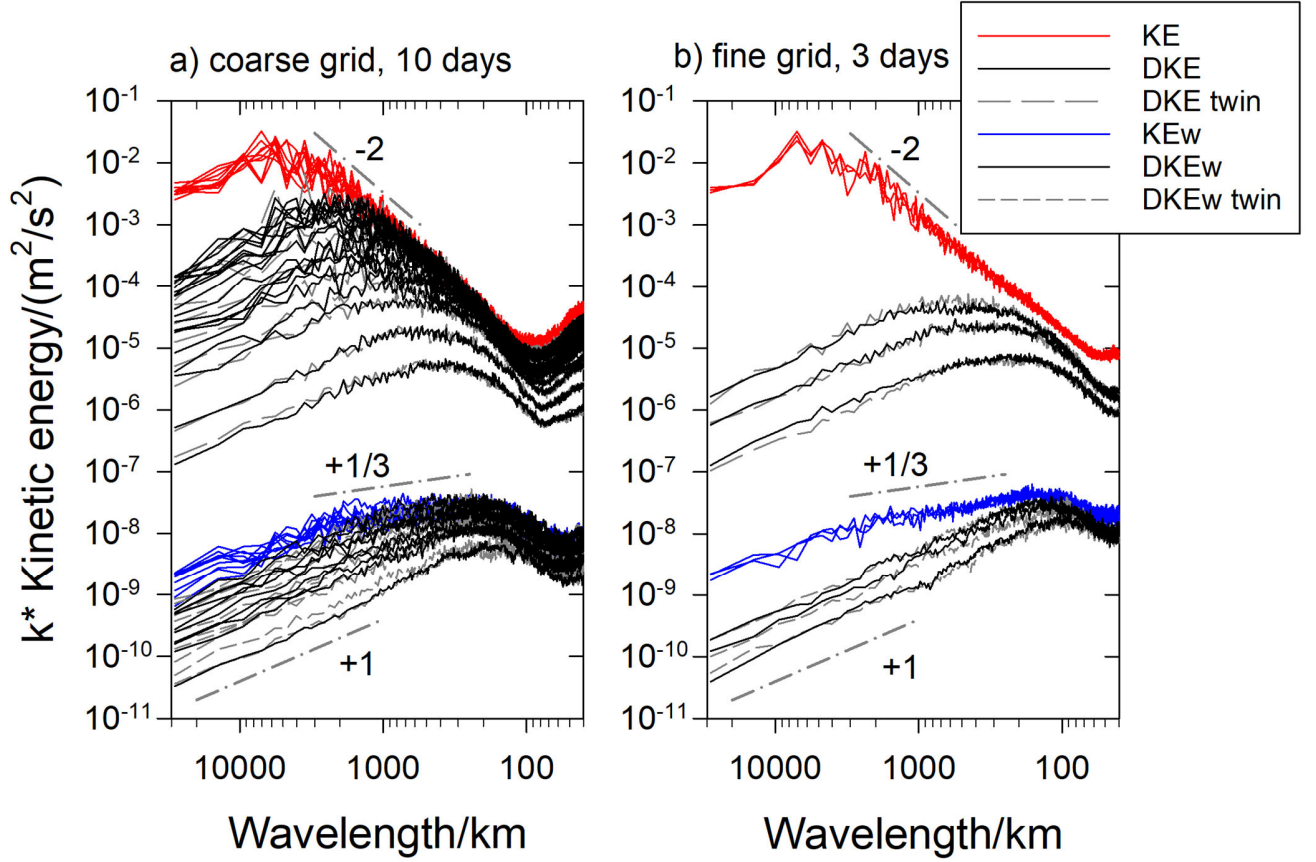 a) coarse grid, 10 days
b) fine grid, 3 days
KE
DKE
DKE twin
KEw
DKEw
DKEw twin
k* Kinetic energy/(m²/s²)
10⁻¹
10⁻²
10⁻³
10⁻⁴
10⁻⁵
10⁻⁶
10⁻⁷
10⁻⁸
10⁻⁹
10⁻¹⁰
10⁻¹¹
-2
+1/3
+1
10000 1000 100
Wavelength/km
10⁻¹
10⁻²
10⁻³
10⁻⁴
10⁻⁵
10⁻⁶
10⁻⁷
10⁻⁸
10⁻⁹
10⁻¹⁰
10⁻¹¹
-2
+1/3
+1
10000 1000 100
Wavelength/km